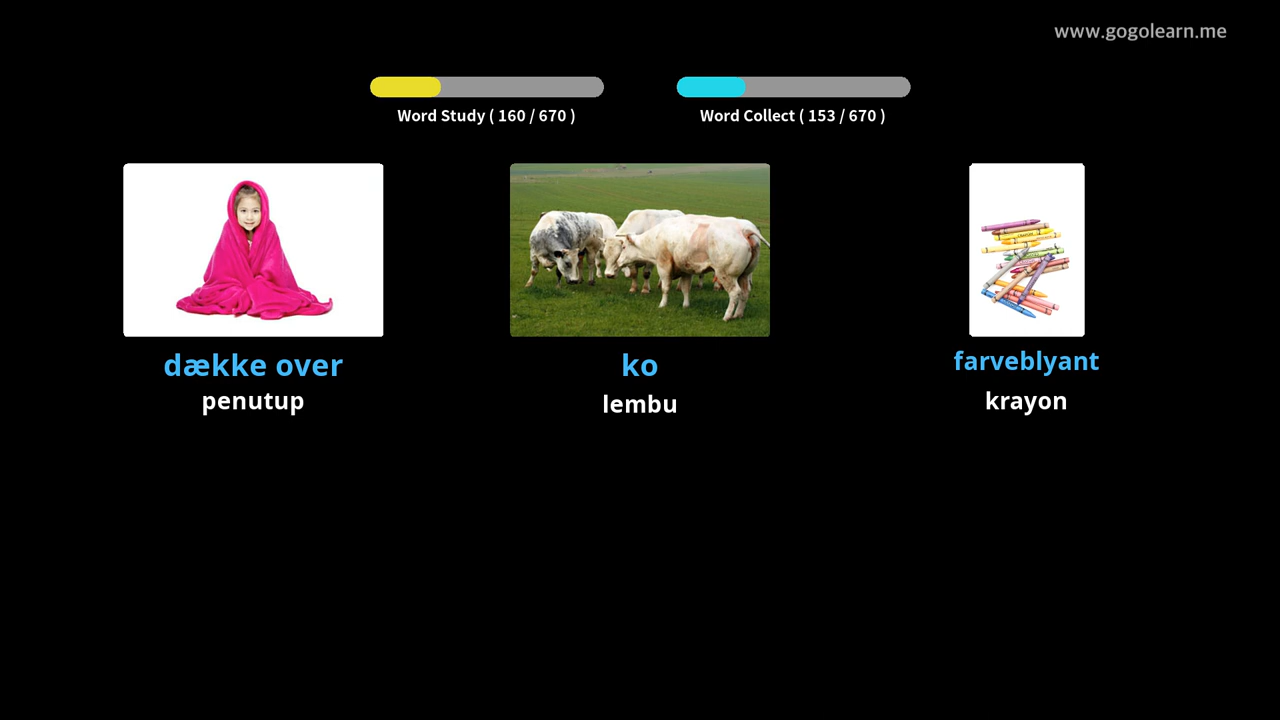 www.gogolearn.me
Word Study ( 160 / 670 )
Word Collect ( 153 / 670 )
dække over
penutup
ko
lembu
farveblyant
krayon